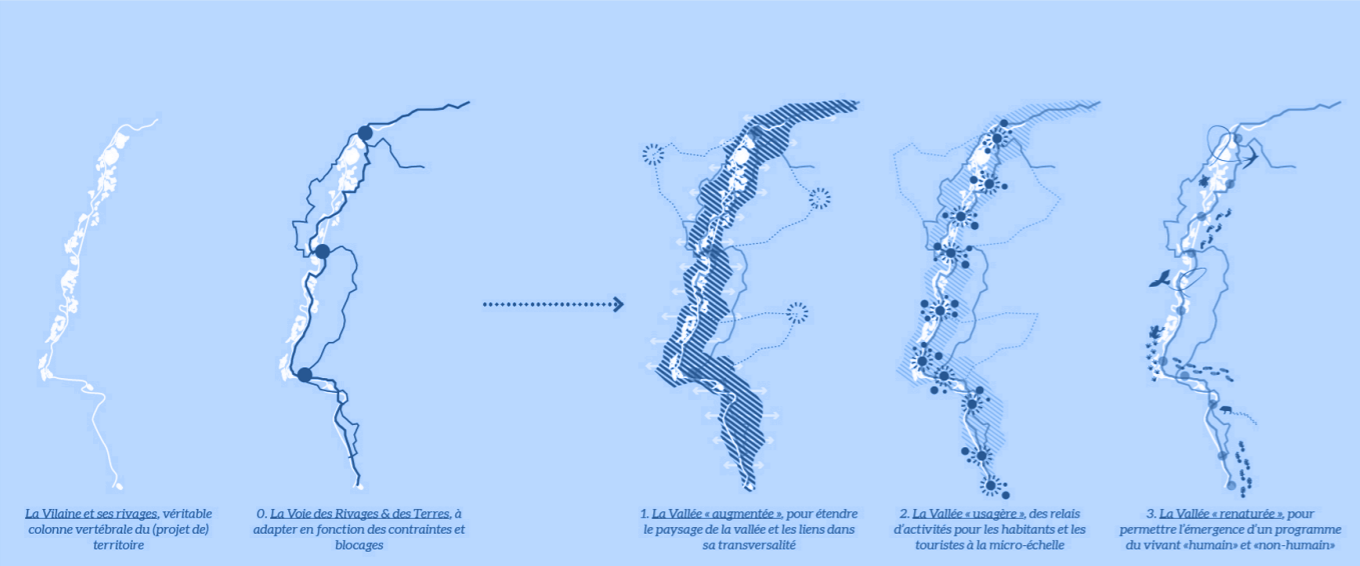 La Vilaine et ses rivages, véritable
colonne vertébrale du (projet de)
territoire
0. La Voie des Rivages & des Terres, à
adapter en fonction des contraintes et
blocages
1. La Vallée « augmentée », pour étendre
le paysage de la vallée et les liens dans
sa transversalité
2. La Vallée « usagère », des relais
d'activités pour les habitants et les
touristes à la micro-échelle
3. La Vallée « renaturée », pour
permettre l'émergence d'un programme
du vivant «humain» et «non-humain»